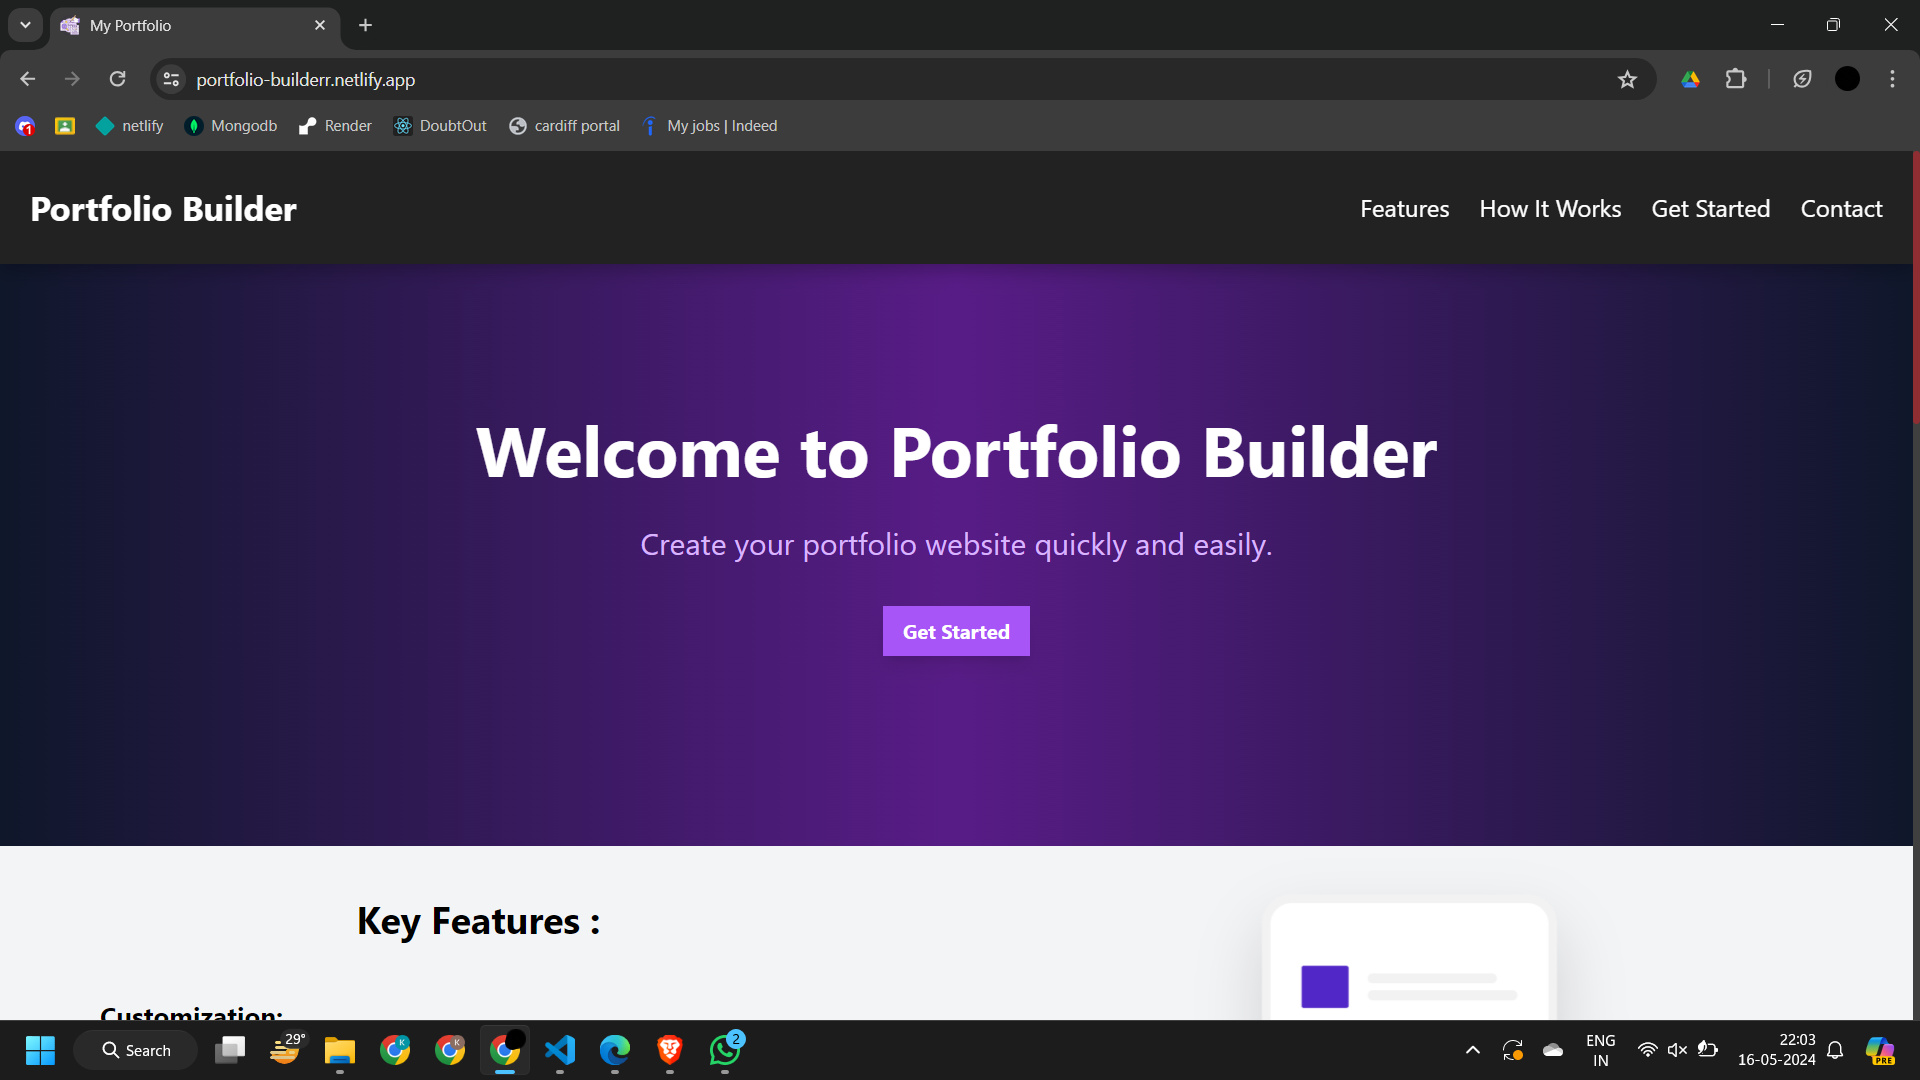 My Portfolio
portfolio-builderr.netlify.app
1
netlify
Mongodb
Render
DoubtOut
cardiff portal
My jobs | Indeed
Portfolio Builder
Features
How It Works
Get Started
Contact
Welcome to Portfolio Builder
Create your portfolio website quickly and easily.
Get Started
Key Features :
Customization:
Search
29°
K
K
2
ENG
IN
22:03
16-05-2024
PRE